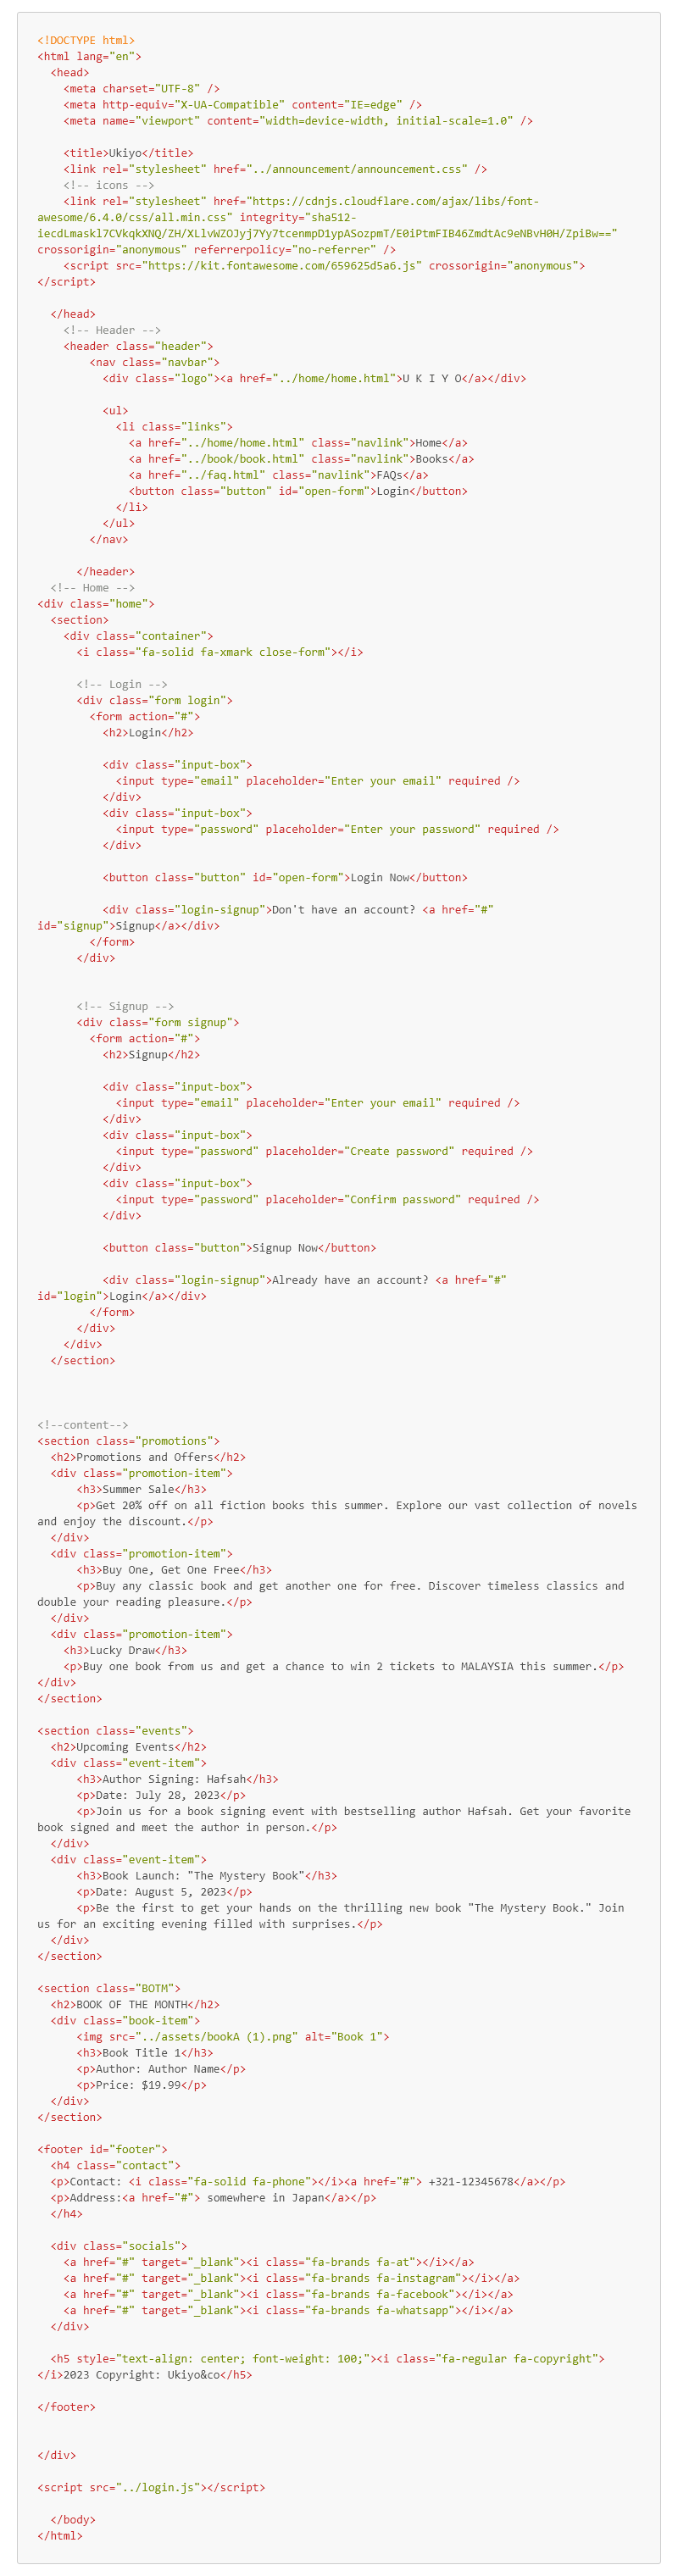 <!DOCTYPE html>
<html lang="en">
  <head>
    <meta charset="UTF-8" />
    <meta http-equiv="X-UA-Compatible" content="IE=edge" />
    <meta name="viewport" content="width=device-width, initial-scale=1.0" />

    <title>Ukiyo</title>
    <link rel="stylesheet" href="../announcement/announcement.css" />
    <!-- icons -->
    <link rel="stylesheet" href="https://cdnjs.cloudflare.com/ajax/libs/font-
awesome/6.4.0/css/all.min.css" integrity="sha512-
iecdLmaskl7CVkqkXNQ/ZH/XLlvWZOJyj7Yy7tcenmpD1ypASozpmT/E0iPtmFIB46ZmdtAc9eNBvH0H/ZpiBw=="
crossorigin="anonymous" referrerpolicy="no-referrer" />
    <script src="https://kit.fontawesome.com/659625d5a6.js" crossorigin="anonymous">
</script>

  </head>
    <!-- Header -->
    <header class="header">
        <nav class="navbar">
          <div class="logo"><a href="../home/home.html">U K I Y O</a></div>

          <ul>
            <li class="links">
              <a href="../home/home.html" class="navlink">Home</a>
              <a href="../book/book.html" class="navlink">Books</a>
              <a href="../faq.html" class="navlink">FAQs</a>
              <button class="button" id="open-form">Login</button>
            </li>
          </ul>
        </nav>

      </header>
  <!-- Home -->
<div class="home">
  <section>
    <div class="container">
      <i class="fa-solid fa-xmark close-form"></i>

      <!-- Login -->
      <div class="form login">
        <form action="#">
          <h2>Login</h2>

          <div class="input-box">
            <input type="email" placeholder="Enter your email" required />
          </div>
          <div class="input-box">
            <input type="password" placeholder="Enter your password" required />
          </div>

          <button class="button" id="open-form">Login Now</button>

          <div class="login-signup">Don't have an account? <a href="#"
id="signup">Signup</a></div>
        </form>
      </div>


      <!-- Signup -->
      <div class="form signup">
        <form action="#">
          <h2>Signup</h2>

          <div class="input-box">
            <input type="email" placeholder="Enter your email" required />
          </div>
          <div class="input-box">
            <input type="password" placeholder="Create password" required />
          </div>
          <div class="input-box">
            <input type="password" placeholder="Confirm password" required />
          </div>

          <button class="button">Signup Now</button>

          <div class="login-signup">Already have an account? <a href="#"
id="login">Login</a></div>
        </form>
      </div>
    </div>
  </section>



<!--content-->
<section class="promotions">
  <h2>Promotions and Offers</h2>
  <div class="promotion-item">
      <h3>Summer Sale</h3>
      <p>Get 20% off on all fiction books this summer. Explore our vast collection of novels
and enjoy the discount.</p>
  </div>
  <div class="promotion-item">
      <h3>Buy One, Get One Free</h3>
      <p>Buy any classic book and get another one for free. Discover timeless classics and
double your reading pleasure.</p>
  </div>
  <div class="promotion-item">
    <h3>Lucky Draw</h3>
    <p>Buy one book from us and get a chance to win 2 tickets to MALAYSIA this summer.</p>
</div>
</section>

<section class="events">
  <h2>Upcoming Events</h2>
  <div class="event-item">
      <h3>Author Signing: Hafsah</h3>
      <p>Date: July 28, 2023</p>
      <p>Join us for a book signing event with bestselling author Hafsah. Get your favorite
book signed and meet the author in person.</p>
  </div>
  <div class="event-item">
      <h3>Book Launch: "The Mystery Book"</h3>
      <p>Date: August 5, 2023</p>
      <p>Be the first to get your hands on the thrilling new book "The Mystery Book." Join
us for an exciting evening filled with surprises.</p>
  </div>
</section>

<section class="BOTM">
  <h2>BOOK OF THE MONTH</h2>
  <div class="book-item">
      <img src="../assets/bookA (1).png" alt="Book 1">
      <h3>Book Title 1</h3>
      <p>Author: Author Name</p>
      <p>Price: $19.99</p>
  </div>
</section>

<footer id="footer">
  <h4 class="contact">
  <p>Contact: <i class="fa-solid fa-phone"></i><a href="#"> +321-12345678</a></p>
  <p>Address:<a href="#"> somewhere in Japan</a></p>
  </h4>

  <div class="socials">
    <a href="#" target="_blank"><i class="fa-brands fa-at"></i></a>
    <a href="#" target="_blank"><i class="fa-brands fa-instagram"></i></a>
    <a href="#" target="_blank"><i class="fa-brands fa-facebook"></i></a>
    <a href="#" target="_blank"><i class="fa-brands fa-whatsapp"></i></a>
  </div>

  <h5 style="text-align: center; font-weight: 100;"><i class="fa-regular fa-copyright">
</i>2023 Copyright: Ukiyo&co</h5>

</footer>


</div>

<script src="../login.js"></script>

  </body>
</html>